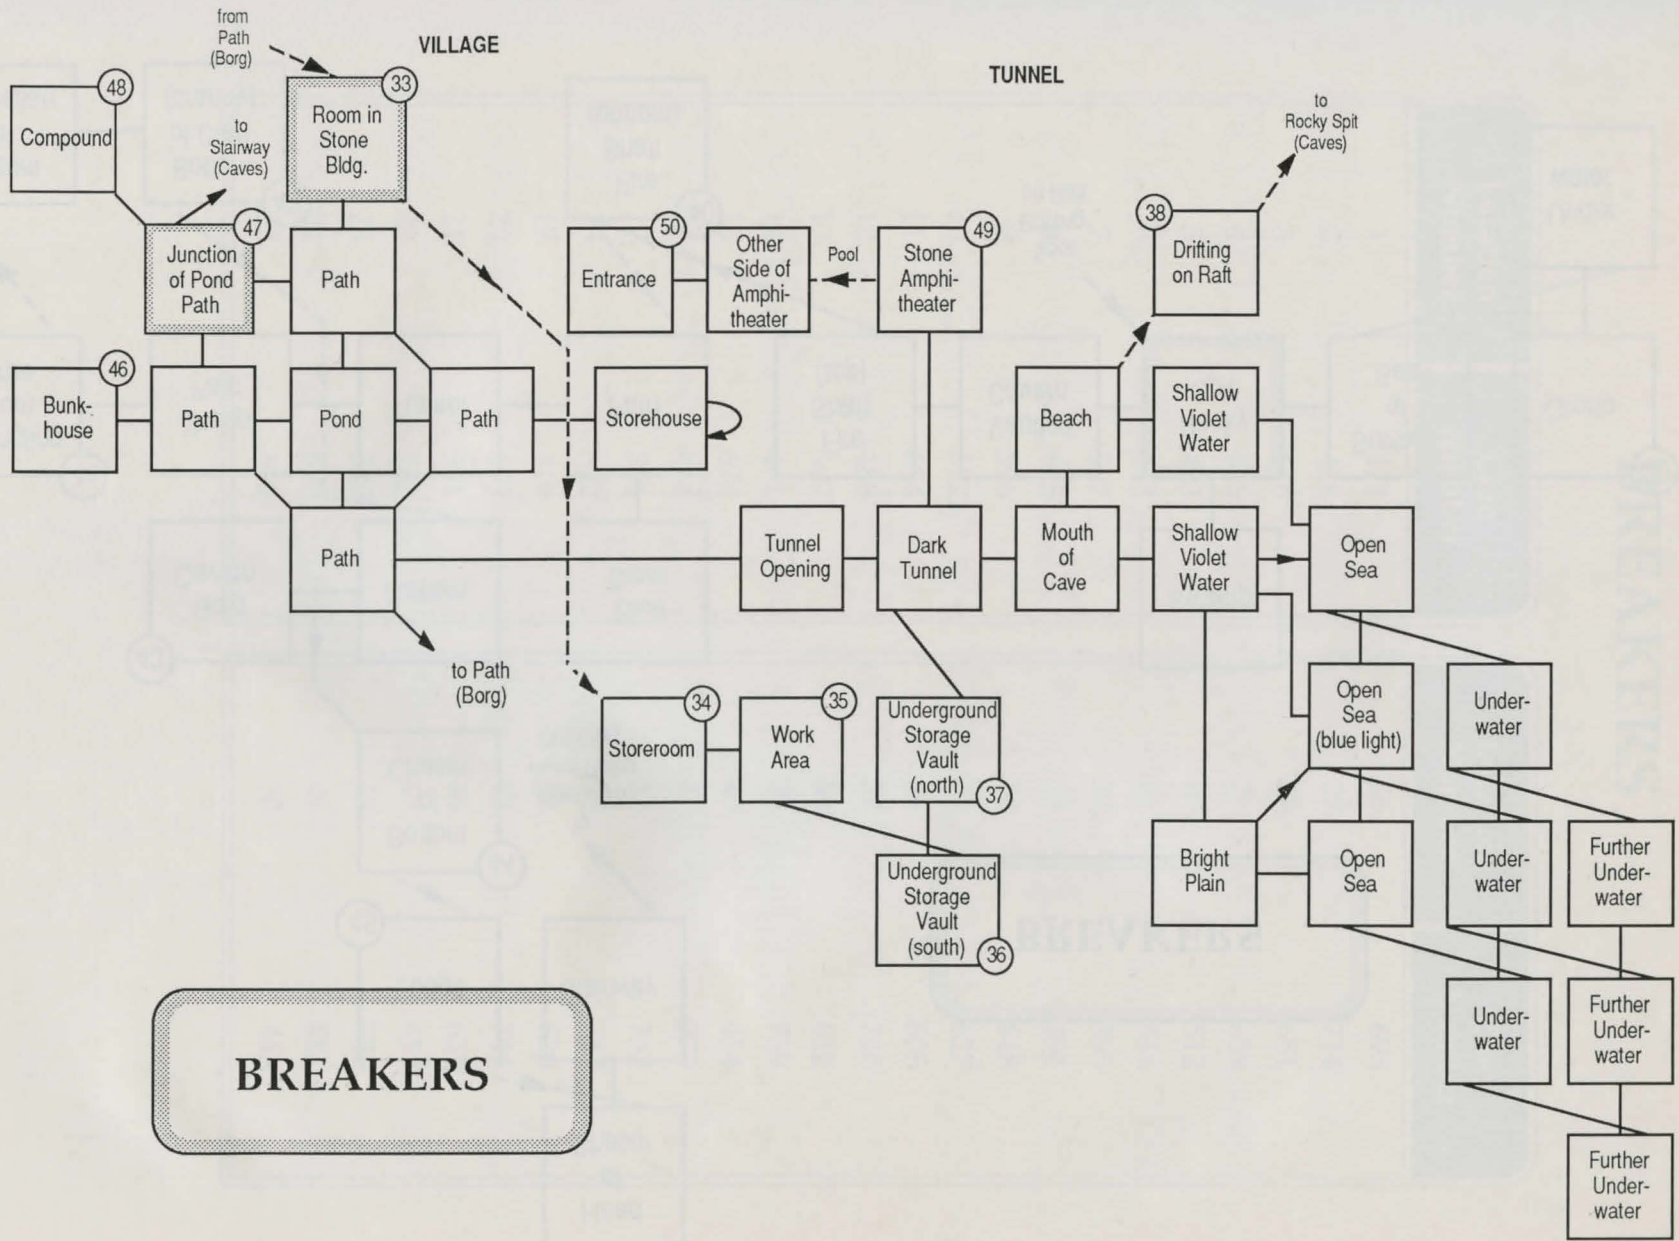 from
Path
(Borg)
VILLAGE
TUNNEL
48
Compound
to
Stairway
(Caves)
33
Room in
Stone
Bldg.
to
Rocky Spit
(Caves)
47
Junction
of Pond
Path
Path
50
Entrance
Other
Side of
Amphi-
theater
Pool
49
Stone
Amphi-
theater
38
Drifting
on Raft
46
Bunk-
house
Path
Pond
Path
Storehouse
Beach
Shallow
Violet
Water
Path
Tunnel
Opening
Dark
Tunnel
Mouth
of
Cave
Shallow
Violet
Water
Open
Sea
to Path
(Borg)
34
Storeroom
35
Work
Area
Underground
Storage
Vault
(north)
37
Open
Sea
(blue light)
Under-
water
Underground
Storage
Vault
(south)
36
Bright
Plain
Open
Sea
Under-
water
Further
Under-
water
BREAKERS
Under-
water
Further
Under-
water
Further
Under-
water